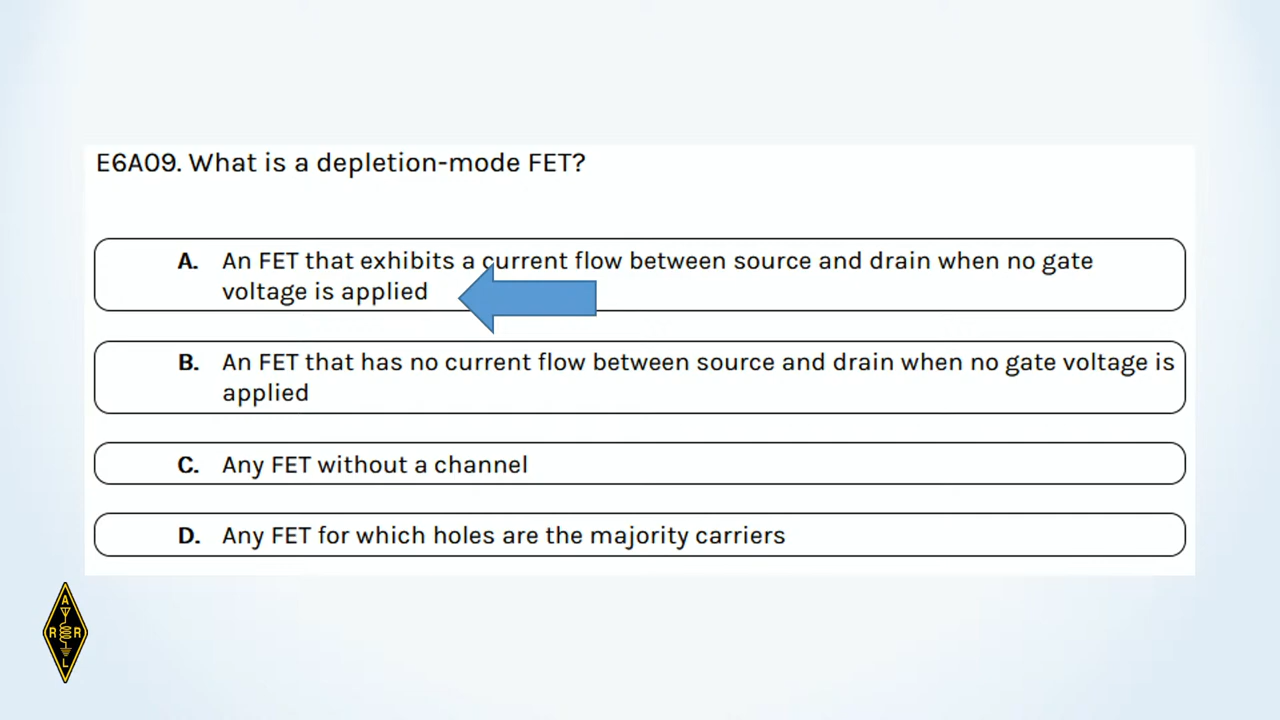 E6A09. What is a depletion-mode FET?
A. An FET that exhibits a current flow between source and drain when no gate
voltage is applied
B. An FET that has no current flow between source and drain when no gate voltage is
applied
C. Any FET without a channel
D. Any FET for which holes are the majority carriers
A
R R
L